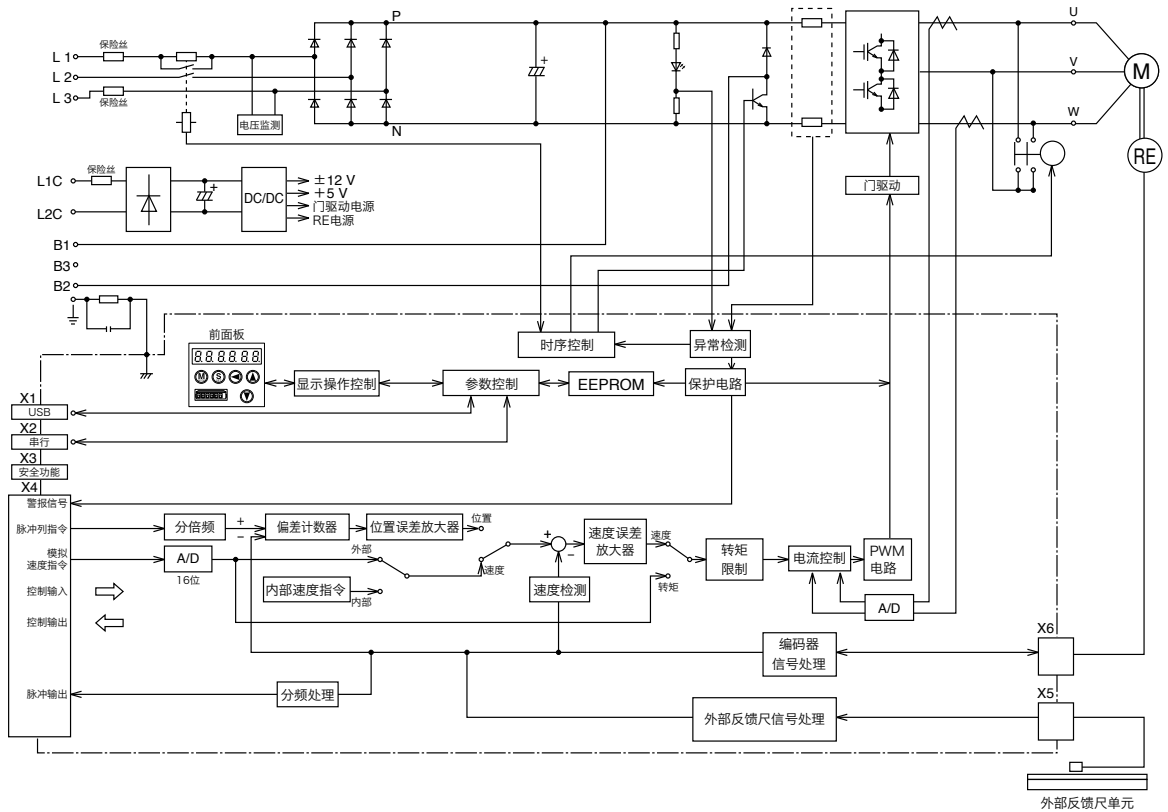 P
U
L 1
保险丝
L 2
L 3
保险丝
电压监测
N
V
M
W
RE
L1C
保险丝
L2C
DC/DC
±12 V
+5 V
门驱动电源
RE电源
门驱动
B1
B3
B2
前面板
8.8.8.8.8.8
M
S
时序控制
异常检测
显示操作控制
参数控制
EEPROM
保护电路
X1
USB
X2
串行
X3
安全功能
X4
警报信号
脉冲列指令
分倍频
+
−
偏差计数器
位置误差放大器
位置
模拟
速度指令
A/D
16位
外部
内部速度指令
内部
速度
+
−
速度检测
速度误差
放大器
速度
转矩
转矩
限制
电流控制
PWM
电路
A/D
控制输入
控制输出
编码器
信号处理
X6
脉冲输出
分频处理
外部反馈尺信号处理
X5
外部反馈尺单元